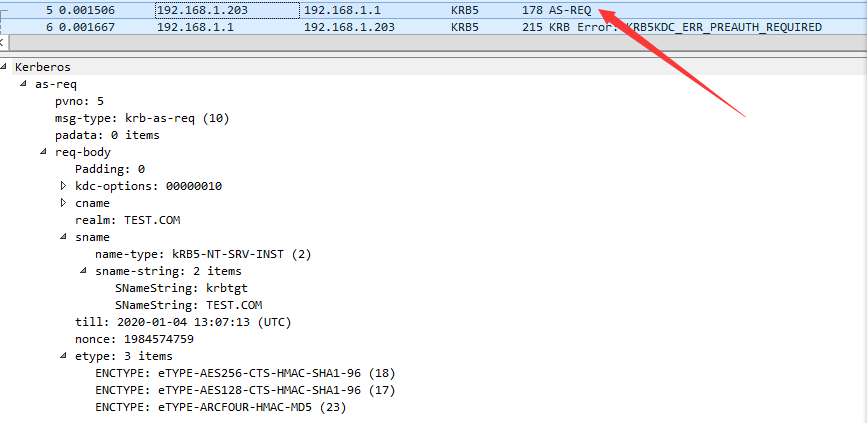 5 0.001506 192.168.1.203 192.168.1.1 KRB5 178 AS-REQ
6 0.001667 192.168.1.1 192.168.1.203 KRB5 215 KRB Error: KRB5KDC_ERR_PREAUTH_REQUIRED
Kerberos
as-req
pvno: 5
msg-type: krb-as-req (10)
padata: 0 items
req-body
Padding: 0
kdc-options: 00000010
cname
realm: TEST.COM
sname
name-type: kRB5-NT-SRV-INST (2)
sname-string: 2 items
SNameString: krbtgt
SNameString: TEST.COM
till: 2020-01-04 13:07:13 (UTC)
nonce: 1984574759
etype: 3 items
ENCTYPE: eTYPE-AES256-CTS-HMAC-SHA1-96 (18)
ENCTYPE: eTYPE-AES128-CTS-HMAC-SHA1-96 (17)
ENCTYPE: eTYPE-ARCFOUR-HMAC-MD5 (23)